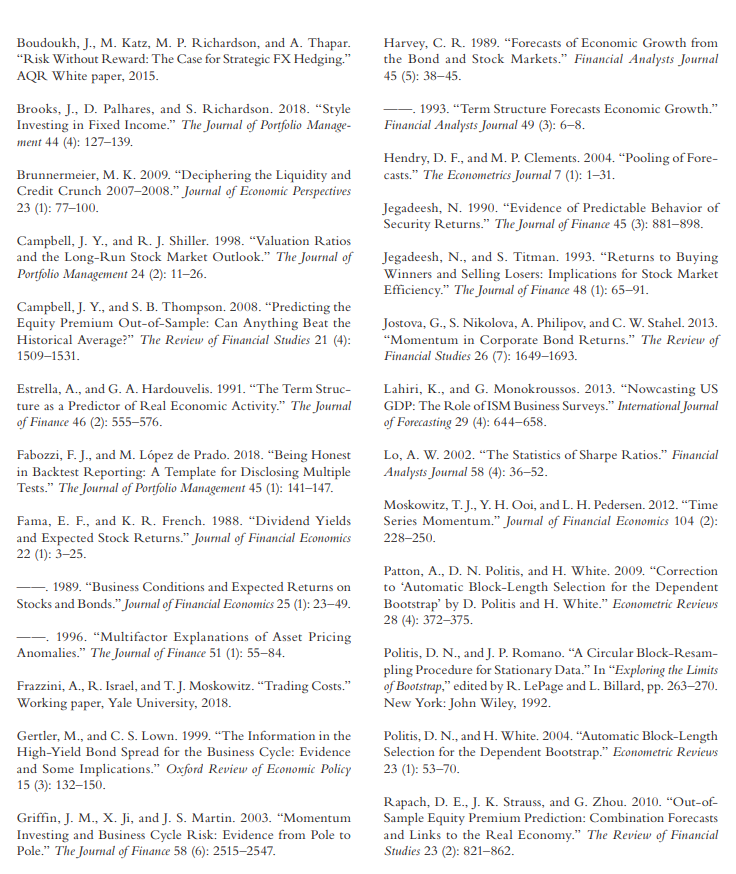 Boudoukh, J., M. Katz, M. P. Richardson, and A. Thapar.
“Risk Without Reward: The Case for Strategic FX Hedging.”
AQR White paper, 2015.
Brooks, J., D. Palhares, and S. Richardson. 2018. “Style
Investing in Fixed Income.” The Journal of Portfolio Manage-
ment 44 (4): 127–139.
Brunnermeier, M. K. 2009. “Deciphering the Liquidity and
Credit Crunch 2007–2008.” Journal of Economic Perspectives
23 (1): 77–100.
Campbell, J. Y., and R. J. Shiller. 1998. “Valuation Ratios
and the Long-Run Stock Market Outlook.” The Journal of
Portfolio Management 24 (2): 11–26.
Campbell, J. Y., and S. B. Thompson. 2008. “Predicting the
Equity Premium Out-of-Sample: Can Anything Beat the
Historical Average?” The Review of Financial Studies 21 (4):
1509–1531.
Estrella, A., and G. A. Hardouvelis. 1991. “The Term Struc-
ture as a Predictor of Real Economic Activity.” The Journal
of Finance 46 (2): 555–576.
Fabozzi, F. J., and M. López de Prado. 2018. “Being Honest
in Backtest Reporting: A Template for Disclosing Multiple
Tests.” The Journal of Portfolio Management 45 (1): 141–147.
Fama, E. F., and K. R. French. 1988. “Dividend Yields
and Expected Stock Returns.” Journal of Financial Economics
22 (1): 3–25.
——. 1989. “Business Conditions and Expected Returns on
Stocks and Bonds.” Journal of Financial Economics 25 (1): 23–49.
——. 1996. “Multifactor Explanations of Asset Pricing
Anomalies.” The Journal of Finance 51 (1): 55–84.
Frazzini, A., R. Israel, and T. J. Moskowitz. “Trading Costs.”
Working paper, Yale University, 2018.
Gertler, M., and C. S. Lown. 1999. “The Information in the
High-Yield Bond Spread for the Business Cycle: Evidence
and Some Implications.” Oxford Review of Economic Policy
15 (3): 132–150.
Griffin, J. M., X. Ji, and J. S. Martin. 2003. “Momentum
Investing and Business Cycle Risk: Evidence from Pole to
Pole.” The Journal of Finance 58 (6): 2515–2547.
Harvey, C. R. 1989. “Forecasts of Economic Growth from
the Bond and Stock Markets.” Financial Analysts Journal
45 (5): 38–45.
——. 1993. “Term Structure Forecasts Economic Growth.”
Financial Analysts Journal 49 (3): 6–8.
Hendry, D. F., and M. P. Clements. 2004. “Pooling of Fore-
casts.” The Econometrics Journal 7 (1): 1–31.
Jegadeesh, N. 1990. “Evidence of Predictable Behavior of
Security Returns.” The Journal of Finance 45 (3): 881–898.
Jegadeesh, N., and S. Titman. 1993. “Returns to Buying
Winners and Selling Losers: Implications for Stock Market
Efficiency.” The Journal of Finance 48 (1): 65–91.
Jostova, G., S. Nikolova, A. Philipov, and C. W. Stahel. 2013.
“Momentum in Corporate Bond Returns.” The Review of
Financial Studies 26 (7): 1649–1693.
Lahiri, K., and G. Monokroussos. 2013. “Nowcasting US
GDP: The Role of ISM Business Surveys.” International Journal
of Forecasting 29 (4): 644–658.
Lo, A. W. 2002. “The Statistics of Sharpe Ratios.” Financial
Analysts Journal 58 (4): 36–52.
Moskowitz, T. J., Y. H. Ooi, and L. H. Pedersen. 2012. “Time
Series Momentum.” Journal of Financial Economics 104 (2):
228–250.
Patton, A., D. N. Politis, and H. White. 2009. “Correction
to ‘Automatic Block-Length Selection for the Dependent
Bootstrap’ by D. Politis and H. White.” Econometric Reviews
28 (4): 372–375.
Politis, D. N., and J. P. Romano. “A Circular Block-Resam-
pling Procedure for Stationary Data.” In “Exploring the Limits
of Bootstrap,” edited by R. LePage and L. Billard, pp. 263–270.
New York: John Wiley, 1992.
Politis, D. N., and H. White. 2004. “Automatic Block-Length
Selection for the Dependent Bootstrap.” Econometric Reviews
23 (1): 53–70.
Rapach, D. E., J. K. Strauss, and G. Zhou. 2010. “Out-of-
Sample Equity Premium Prediction: Combination Forecasts
and Links to the Real Economy.” The Review of Financial
Studies 23 (2): 821–862.